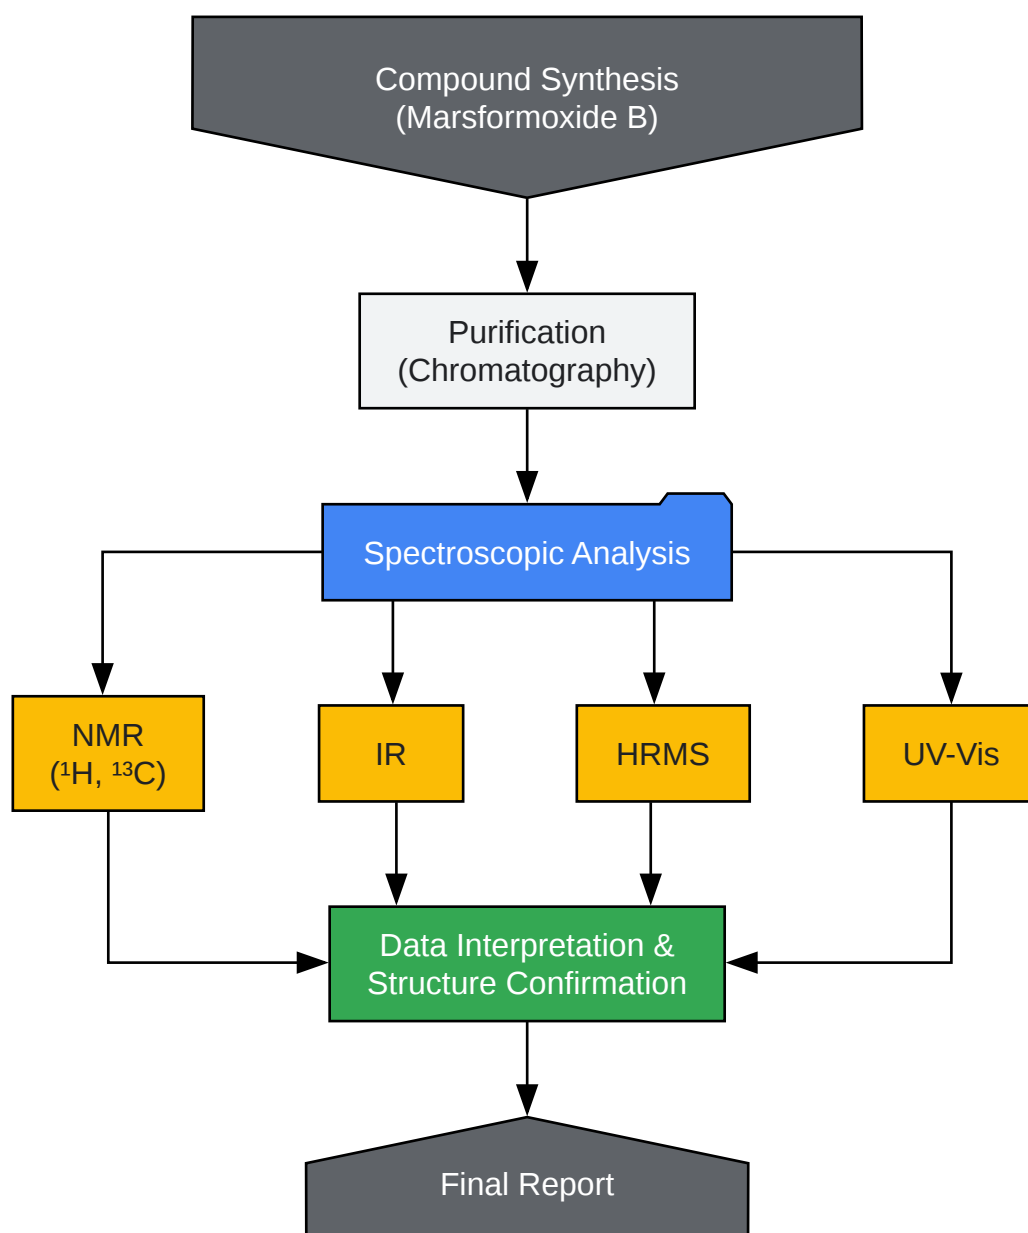 Compound Synthesis
(Marsformoxide B)
Purification
(Chromatography)
Spectroscopic Analysis
NMR
(¹H, ¹³C)
IR
HRMS
UV-Vis
Data Interpretation &
Structure Confirmation
Final Report